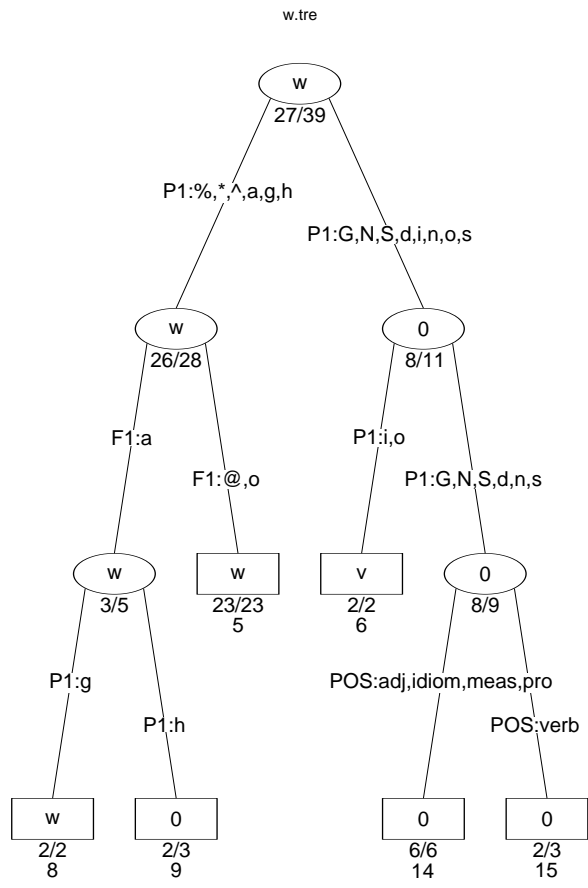 w.tre
w
27/39
P1:%,*,^,a,g,h
P1:G,N,S,d,i,n,o,s
w
26/28
0
8/11
F1:a
F1:@,o
P1:i,o
P1:G,N,S,d,n,s
w
3/5
w
23/23
5
v
2/2
6
0
8/9
P1:g
P1:h
POS:adj,idiom,meas,pro
POS:verb
w
2/2
8
0
2/3
9
0
6/6
14
0
2/3
15